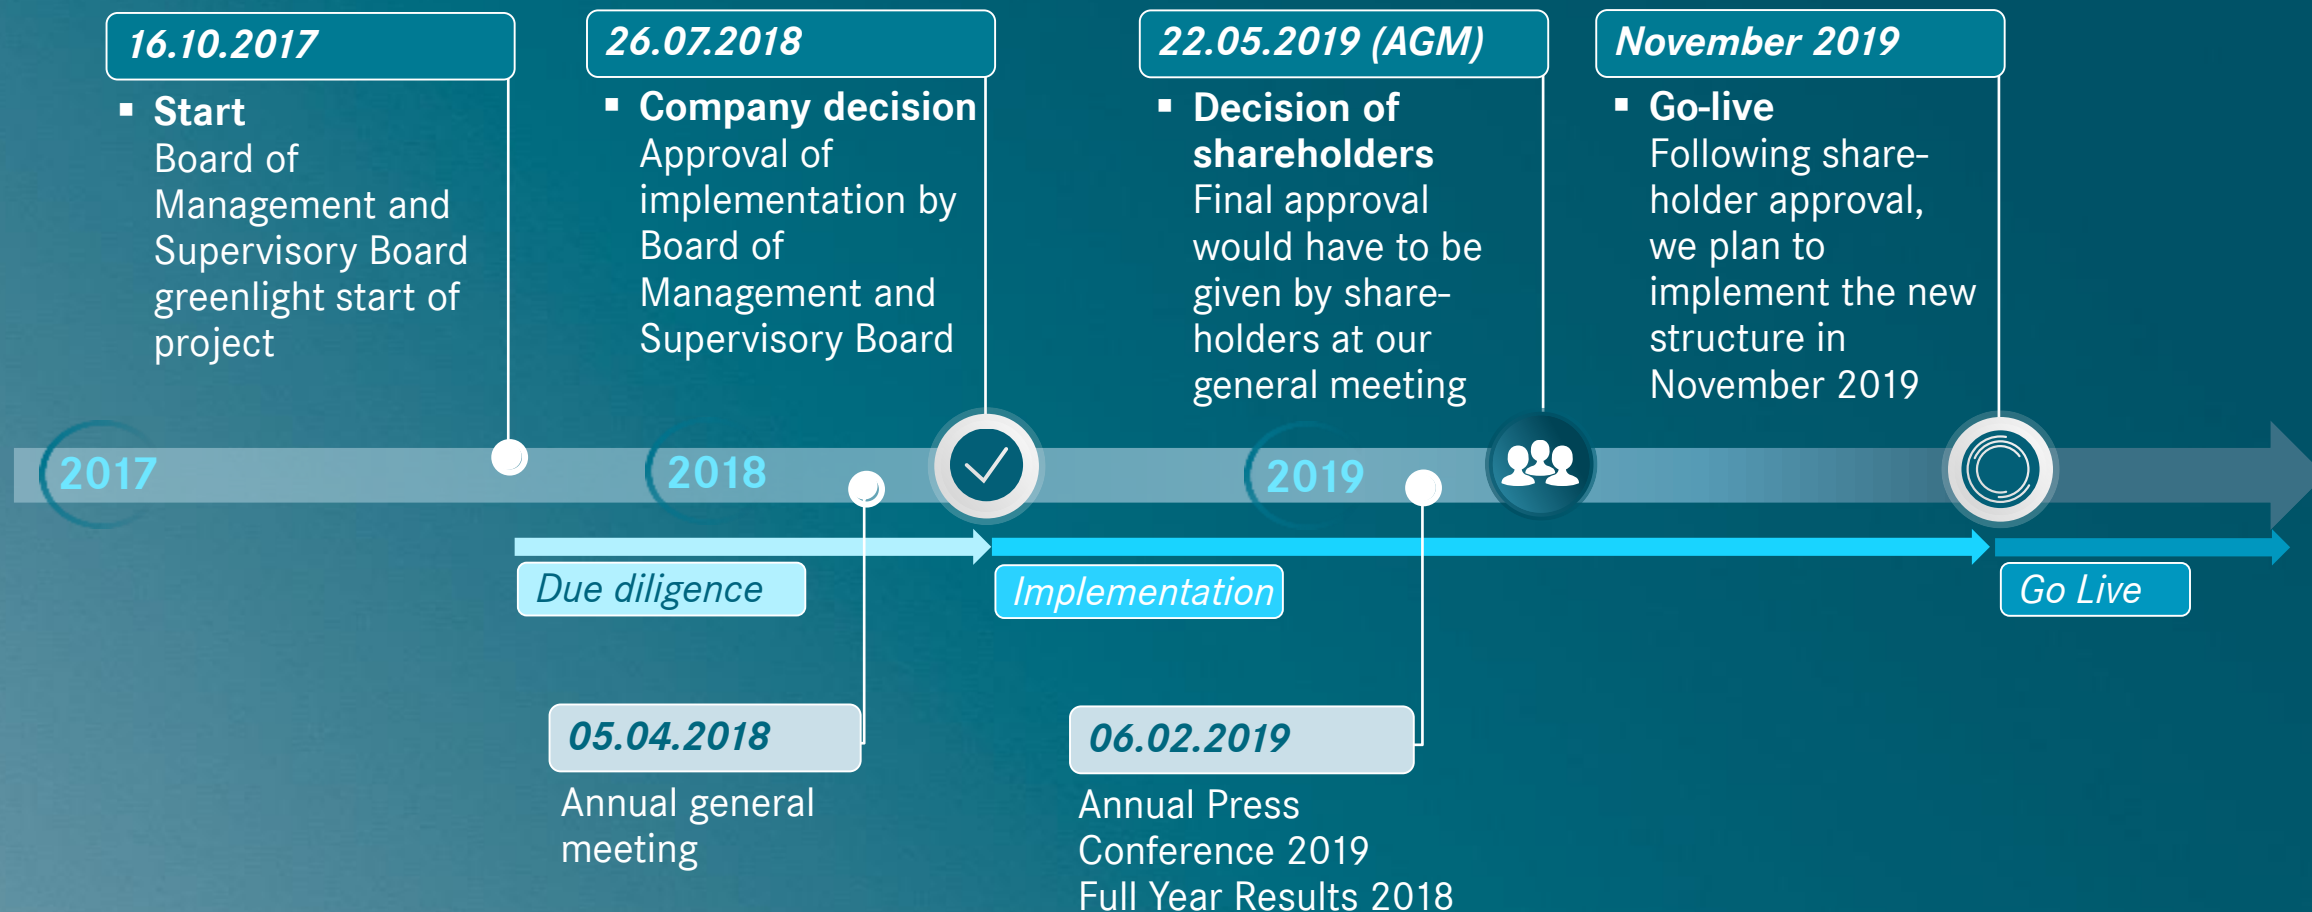 16.10.2017
▪ Start
Board of
Management and
Supervisory Board
greenlight start of
project
26.07.2018
▪ Company decision
Approval of
implementation by
Board of
Management and
Supervisory Board
22.05.2019 (AGM)
▪ Decision of
shareholders
Final approval
would have to be
given by share-
holders at our
general meeting
November 2019
▪ Go-live
Following share-
holder approval,
we plan to
implement the new
structure in
November 2019
2017
2018
2019
Due diligence
Implementation
Go Live
05.04.2018
Annual general
meeting
06.02.2019
Annual Press
Conference 2019
Full Year Results 2018